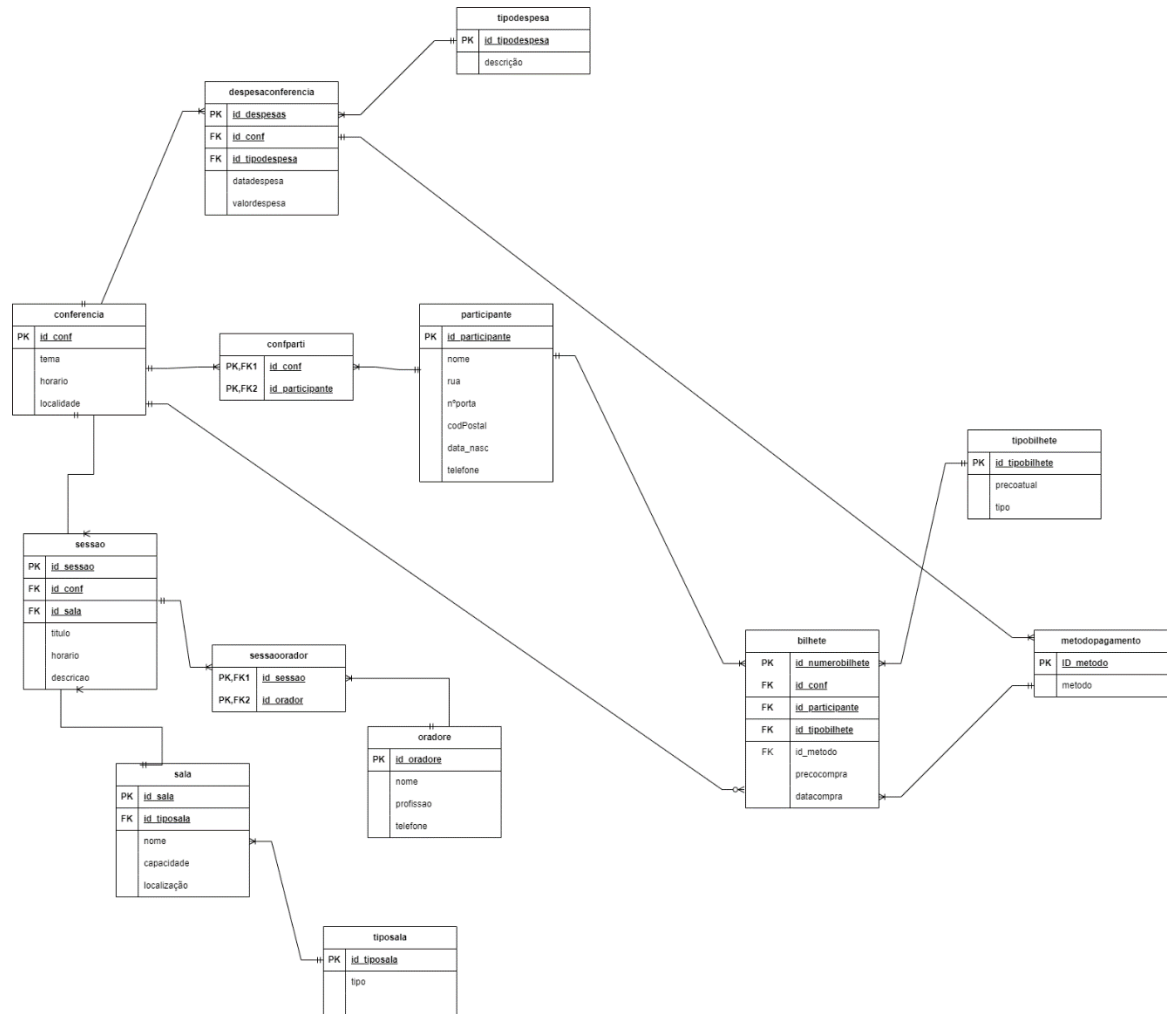 tipodespesa
PK id_tipodespesa
descrição
despesaconferencia
PK id_despesas
FK id_conf
FK id_tipodespesa
datadespesa
valordespesa
conferencia
PK id_conf
tema
horario
localidade
confparti
PK,FK1 id_conf
PK,FK2 id_participante
participante
PK id_participante
nome
rua
nºporta
codPostal
data_nasc
telefone
tipobilhete
PK id_tipobilhete
precoatual
tipo
sessao
PK id_sessao
FK id_conf
FK id_sala
titulo
horario
descricao
sessaoorador
PK,FK1 id_sessao
PK,FK2 id_orador
bilhete
PK id_numerobilhete
FK id_conf
FK id_participante
FK id_tipobilhete
FK id_metodo
precocompra
datacompra
metodopagamento
PK ID_metodo
metodo
oradore
PK id_oradore
nome
profissao
telefone
sala
PK id_sala
FK id_tiposala
nome
capacidade
localização
tiposala
PK id_tiposala
tipo